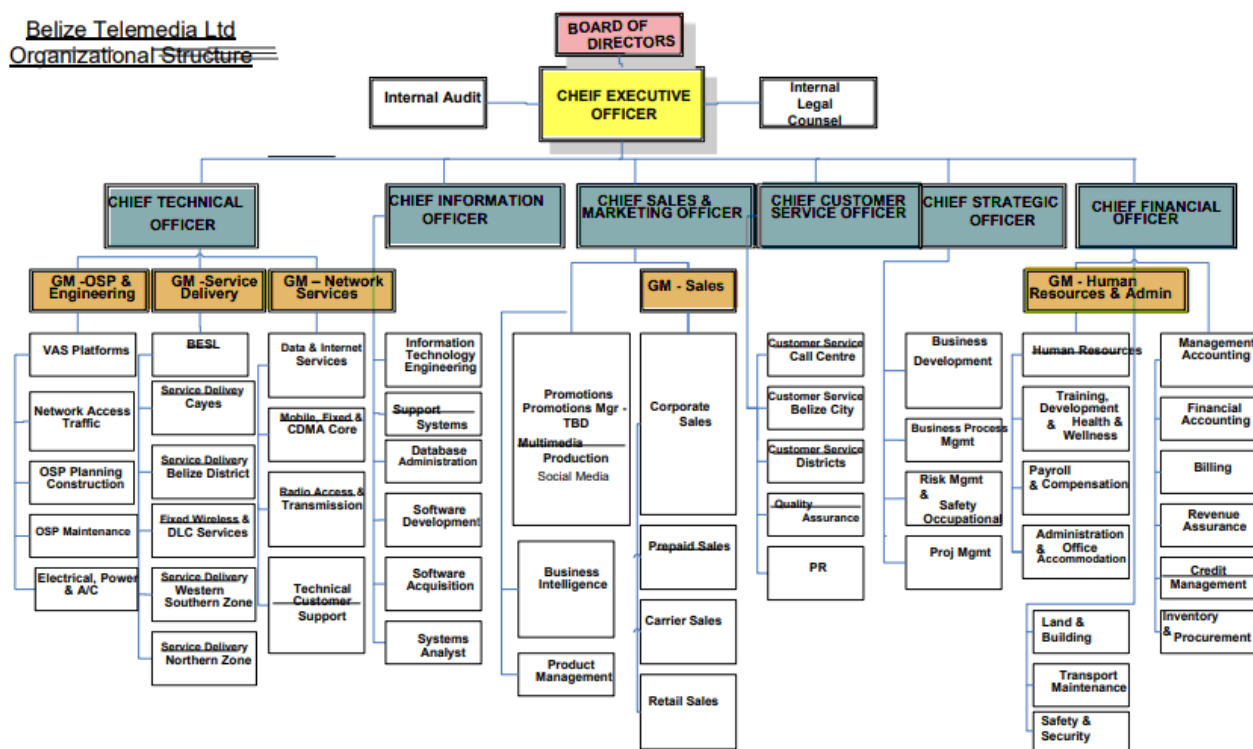 Belize Telemedia Ltd
Organizational Structure
BOARD OF
DIRECTORS
Internal Audit
CHEIF EXECUTIVE
OFFICER
Internal
Legal
Counsel
CHIEF TECHNICAL
OFFICER
CHIEF INFORMATION
OFFICER
CHIEF SALES &
MARKETING OFFICER
CHIEF CUSTOMER
SERVICE OFFICER
CHIEF STRATEGIC
OFFICER
CHIEF FINANCIAL
OFFICER
GM -OSP &
Engineering
GM -Service
Delivery
GM – Network
Services
GM - Sales
GM - Human
Resources & Admin
VAS Platforms
Network Access
Traffic
OSP Planning
Construction
OSP Maintenance
Electrical, Power
& A/C
BESL
Service Delivey
Cayes
Service Delivery
Belize District
Fixed Wireless &
DLC Services
Service Delivery
Western
Southern Zone
Service Delivery
Northern Zone
Data & Internet
Services
Mobile, Fixed &
CDMA Core
Radio Access &
Transmission
Technical
Customer
Support
Information
Technology
Engineering
Support
Systems
Database
Administration
Software
Development
Software
Acquisition
Systems
Analyst
Promotions
Promotions Mgr -
TBD
Multimedia
Production
Social Media
Business
Intelligence
Product
Management
Corporate
Sales
Prepaid Sales
Carrier Sales
Retail Sales
Customer Service
Call Centre
Customer Service
Belize City
Customer Service
Districts
Quality
Assurance
PR
Business
Development
Business Process
Mgmt
Risk Mgmt
&
Safety
Occupational
Proj Mgmt
Human Resources
Training,
Development
& Health &
Wellness
Payroll
& Compensation
Administration
& Office
Accommodation
Land &
Building
Transport
Maintenance
Safety &
Security
Management
Accounting
Financial
Accounting
Billing
Revenue
Assurance
Credit
Management
Inventory
& Procurement